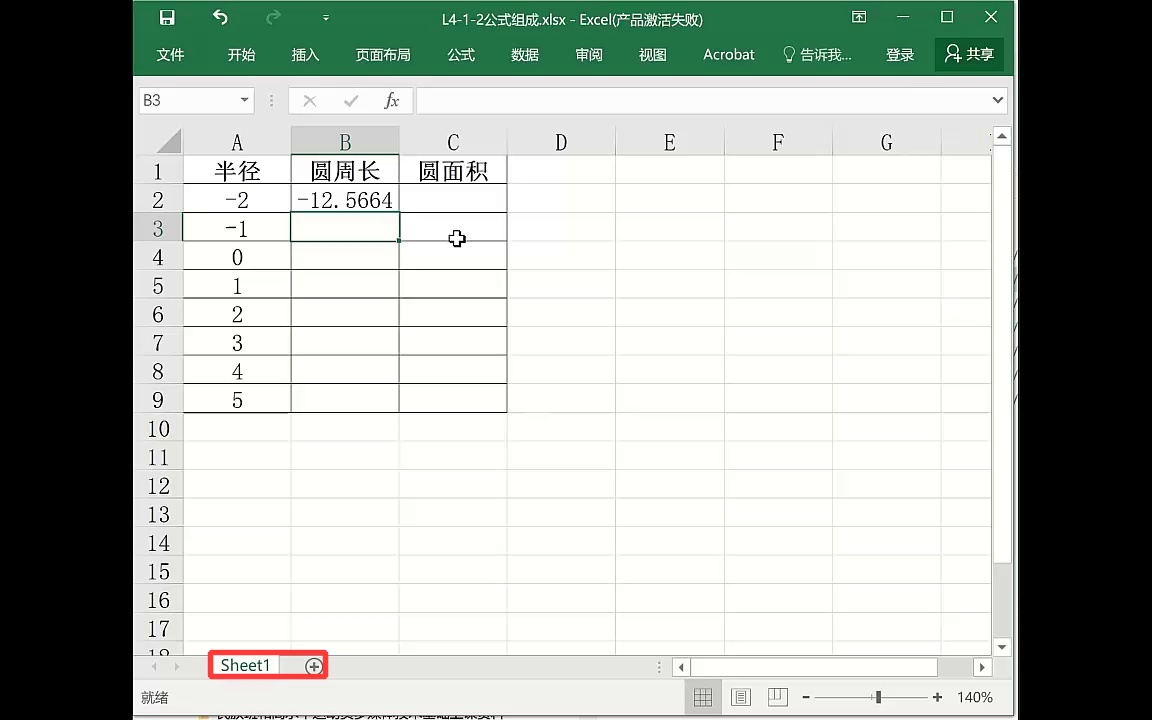 L4-1-2公式组成.xlsx - Excel(产品激活失败)
文件 开始 插入 页面布局 公式 数据 审阅 视图 Acrobat 告诉我... 登录 共享
B3 fx
A B C D E F G
1 半径 圆周长 圆面积
2 -2 -12.5664
3 -1
4 0
5 1
6 2
7 3
8 4
9 5
10
11
12
13
14
15
16
17
18
Sheet1
就绪 140%